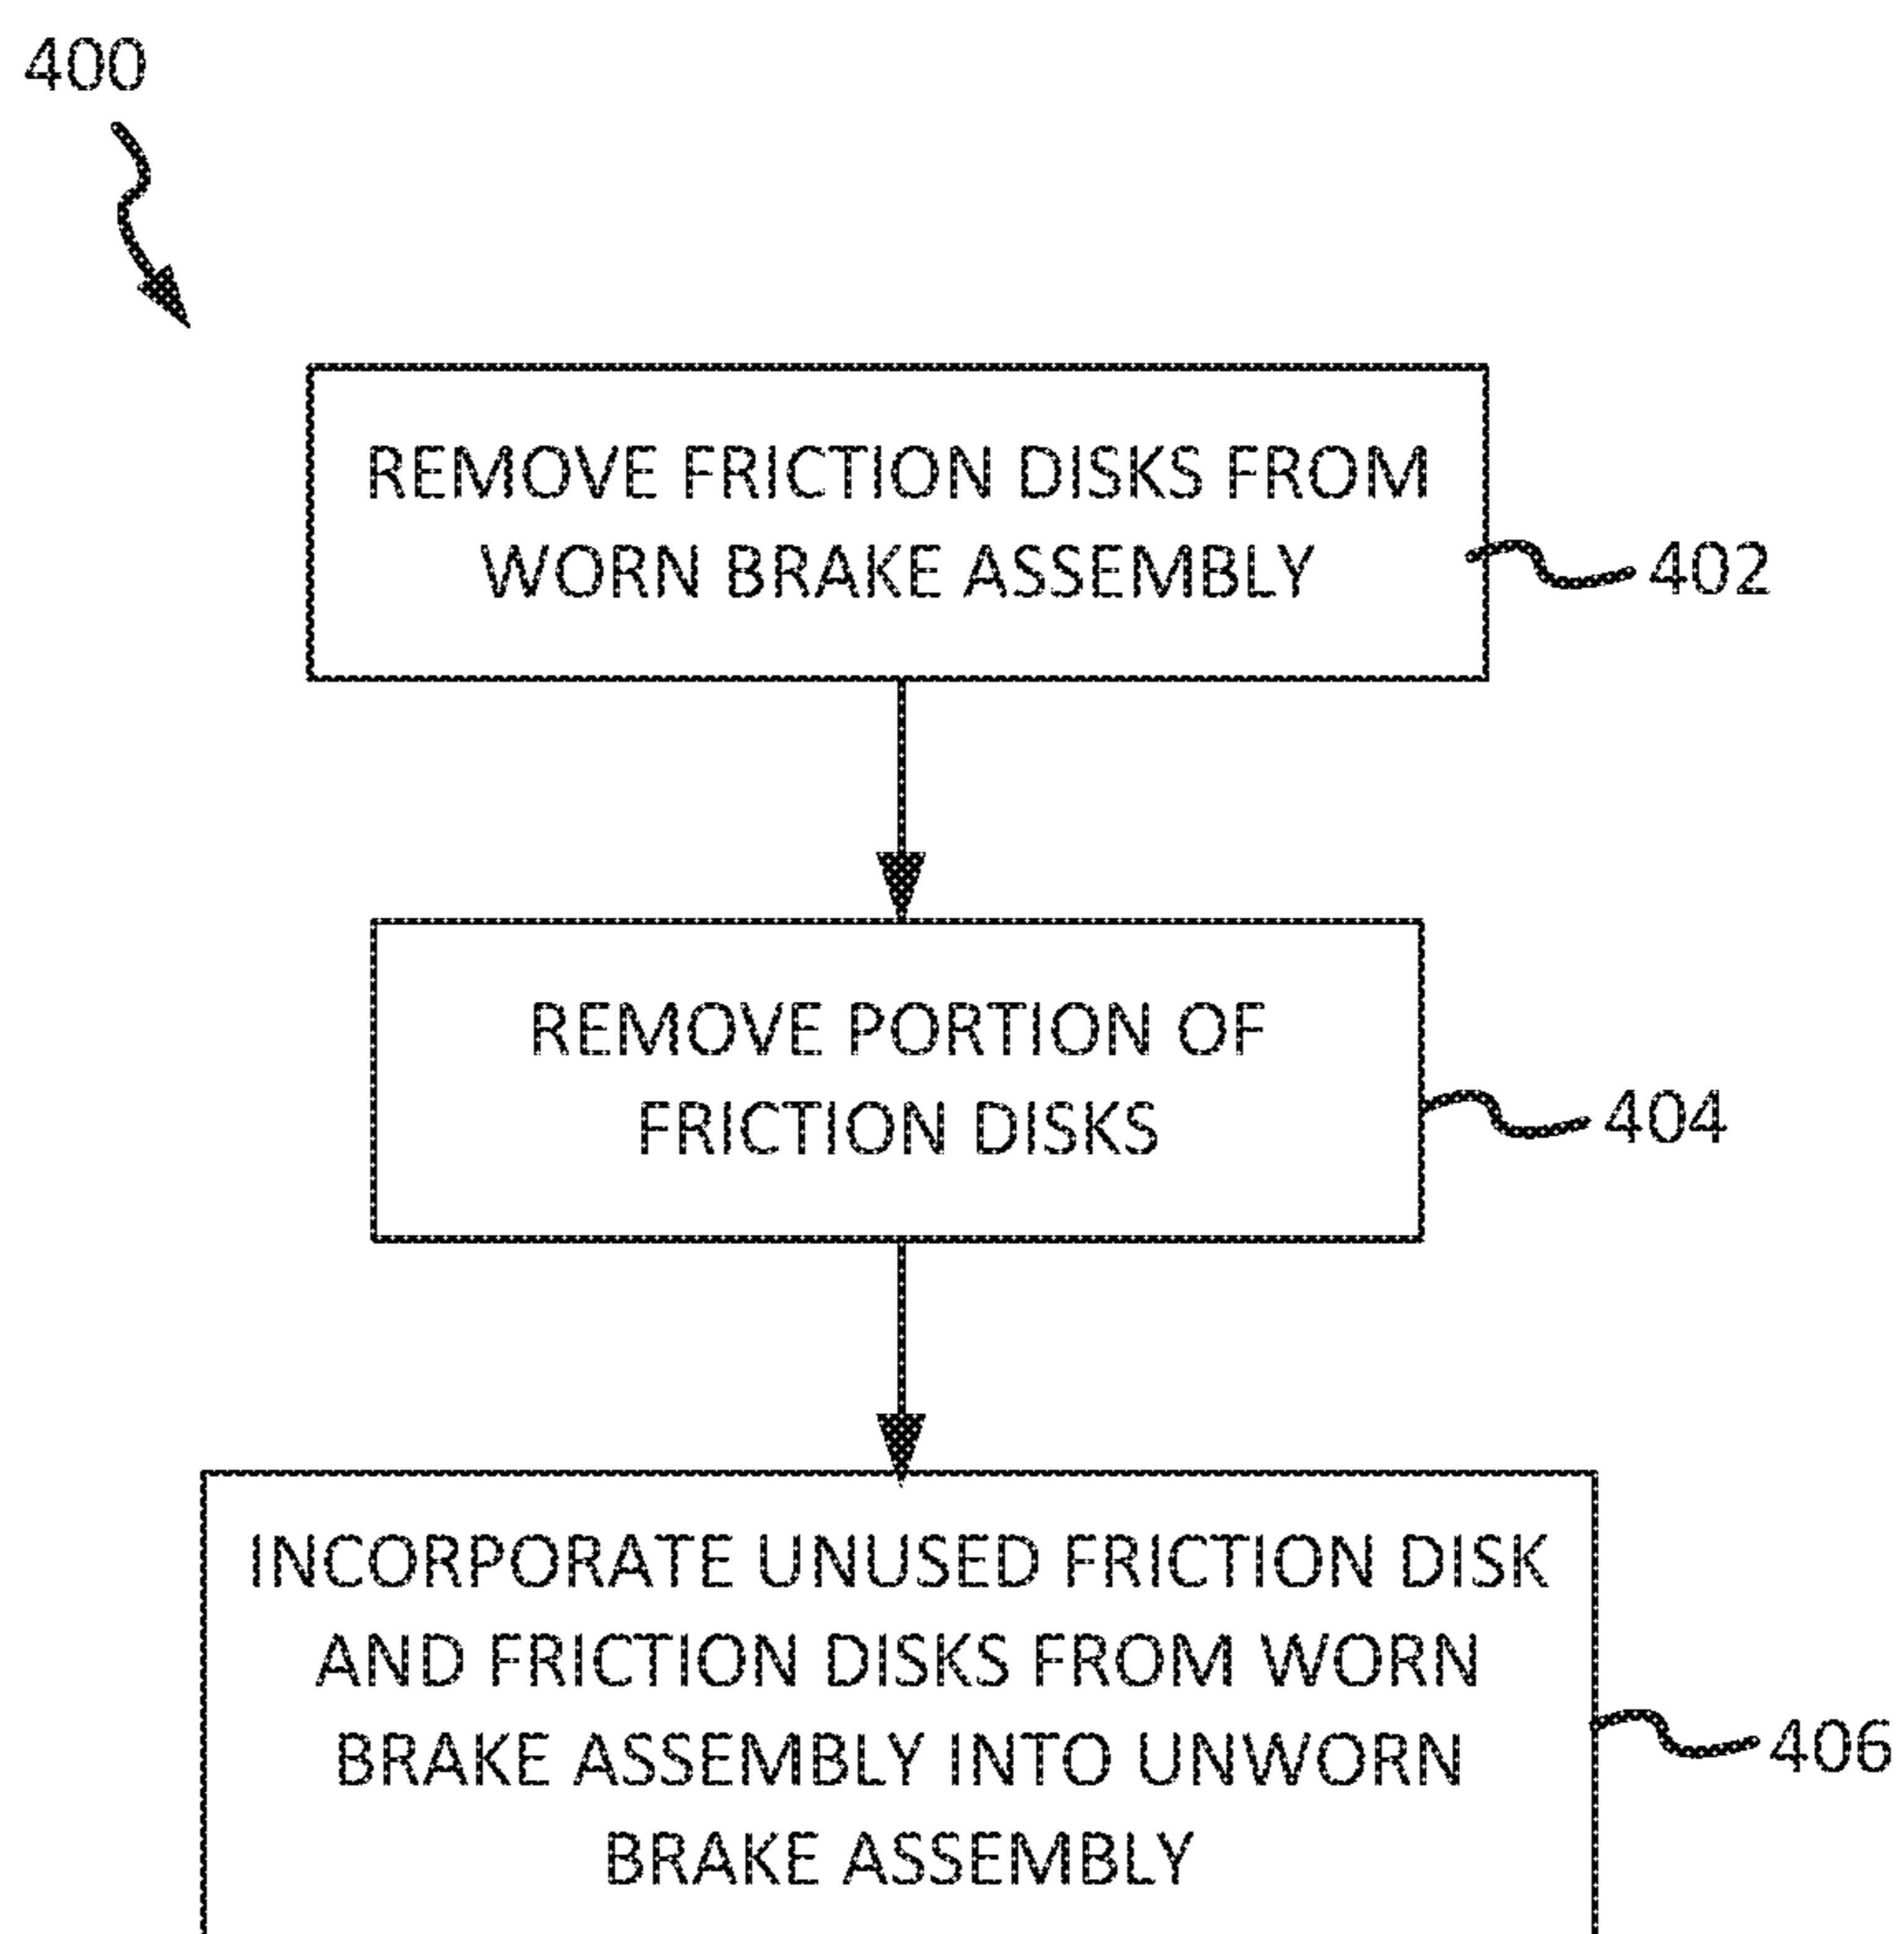 400
REMOVE FRICTION DISKS FROM
WORN BRAKE ASSEMBLY
402
REMOVE PORTION OF
FRICTION DISKS
404
INCORPORATE UNUSED FRICTION DISK
AND FRICTION DISKS FROM WORN
BRAKE ASSEMBLY INTO UNWORN
BRAKE ASSEMBLY
406